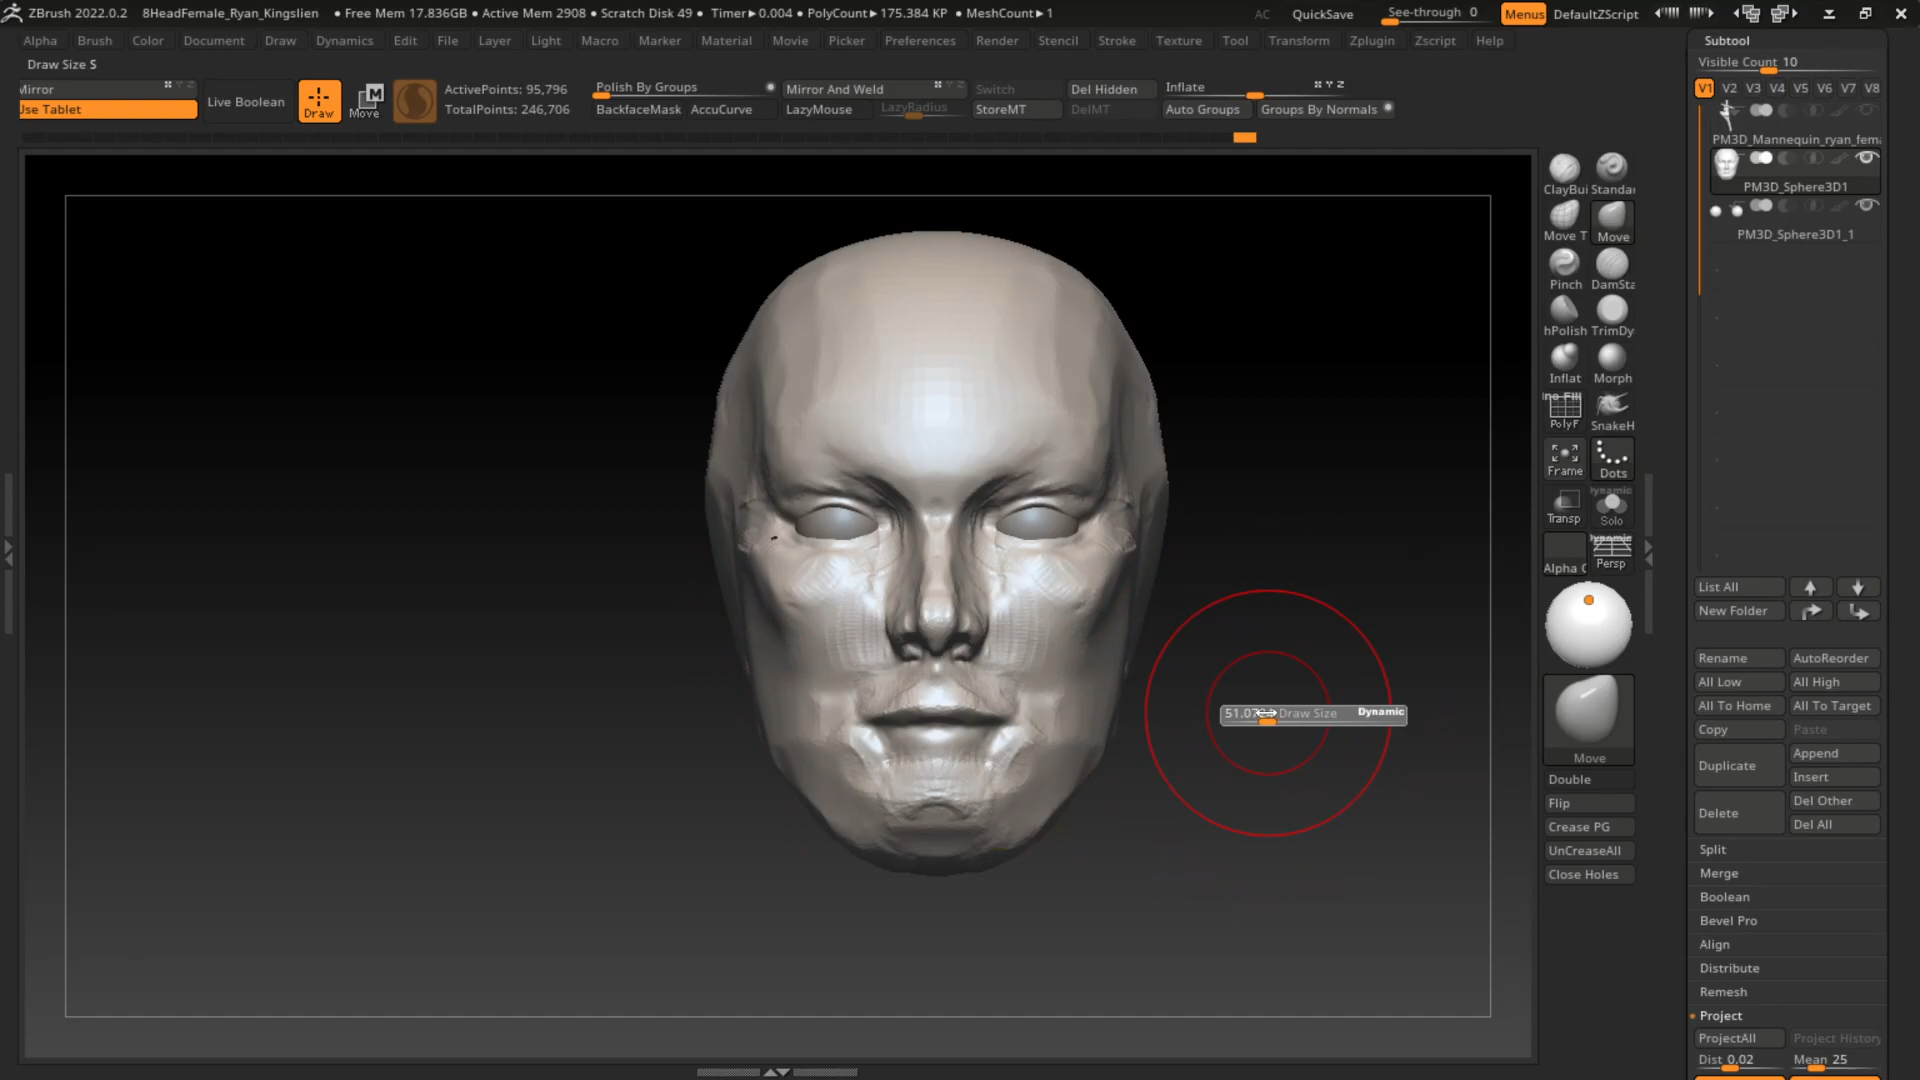 ZBrush 2022.0.2 8HeadFemale_Ryan_Kingslien • Free Mem 17.836GB • Active Mem 2908 • Scratch Disk 49 • Timer▸0.004 • PolyCount▸175.384 KP • MeshCount▸1 AC QuickSave See-through 0 Menus DefaultZScript
Alpha Brush Color Document Draw Dynamics Edit File Layer Light Macro Marker Material Movie Picker Preferences Render Stencil Stroke Texture Tool Transform Zplugin Zscript Help
Draw Size S
Mirror
Use Tablet
Live Boolean
Draw
Move
ActivePoints: 95,796
TotalPoints: 246,706
Polish By Groups
BackfaceMask AccuCurve
Mirror And Weld
LazyMouse LazyRadius
Switch
StoreMT
Del Hidden
DelMT
Inflate
Auto Groups Groups By Normals
ClayBui Standa
Move T Move
Pinch DamSta
hPolish TrimDy
Inflat Morph
PolyF SnakeH
Frame Dots
Dynamic
Transp Solo
Dynamic
Alpha Persp
Move
Double
Flip
Crease PG
UnCreaseAll
Close Holes
Draw Size Dynamic
Subtool
Visible Count 10
V1 V2 V3 V4 V5 V6 V7 V8
PM3D_Mannequin_ryan_fema
PM3D_Sphere3D1
PM3D_Sphere3D1_1
List All
New Folder
Rename AutoReorder
All Low All High
All To Home All To Target
Copy Paste
Duplicate Append
Insert
Delete Del Other
Del All
Split
Merge
Boolean
Bevel Pro
Align
Distribute
Remesh
Project
ProjectAll Project History
Dist 0.02 Mean 25